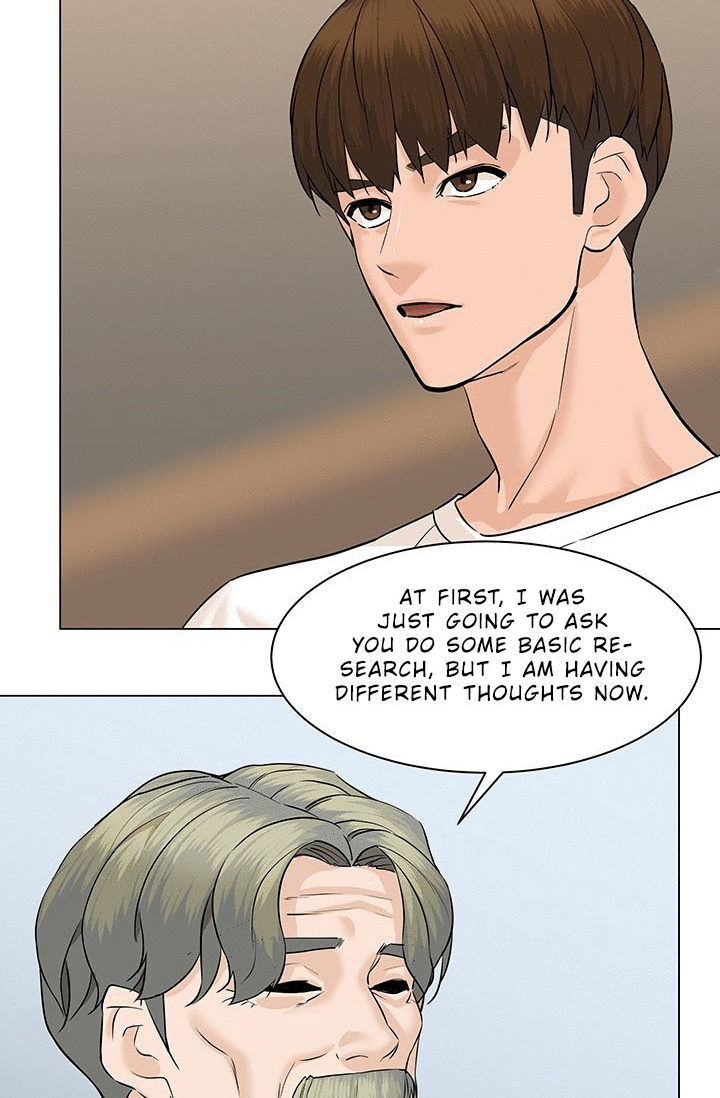 AT FIRST, I WAS
JUST GOING TO ASK
YOU DO SOME BASIC RE-
SEARCH, BUT I AM HAVING
DIFFERENT THOUGHTS NOW.